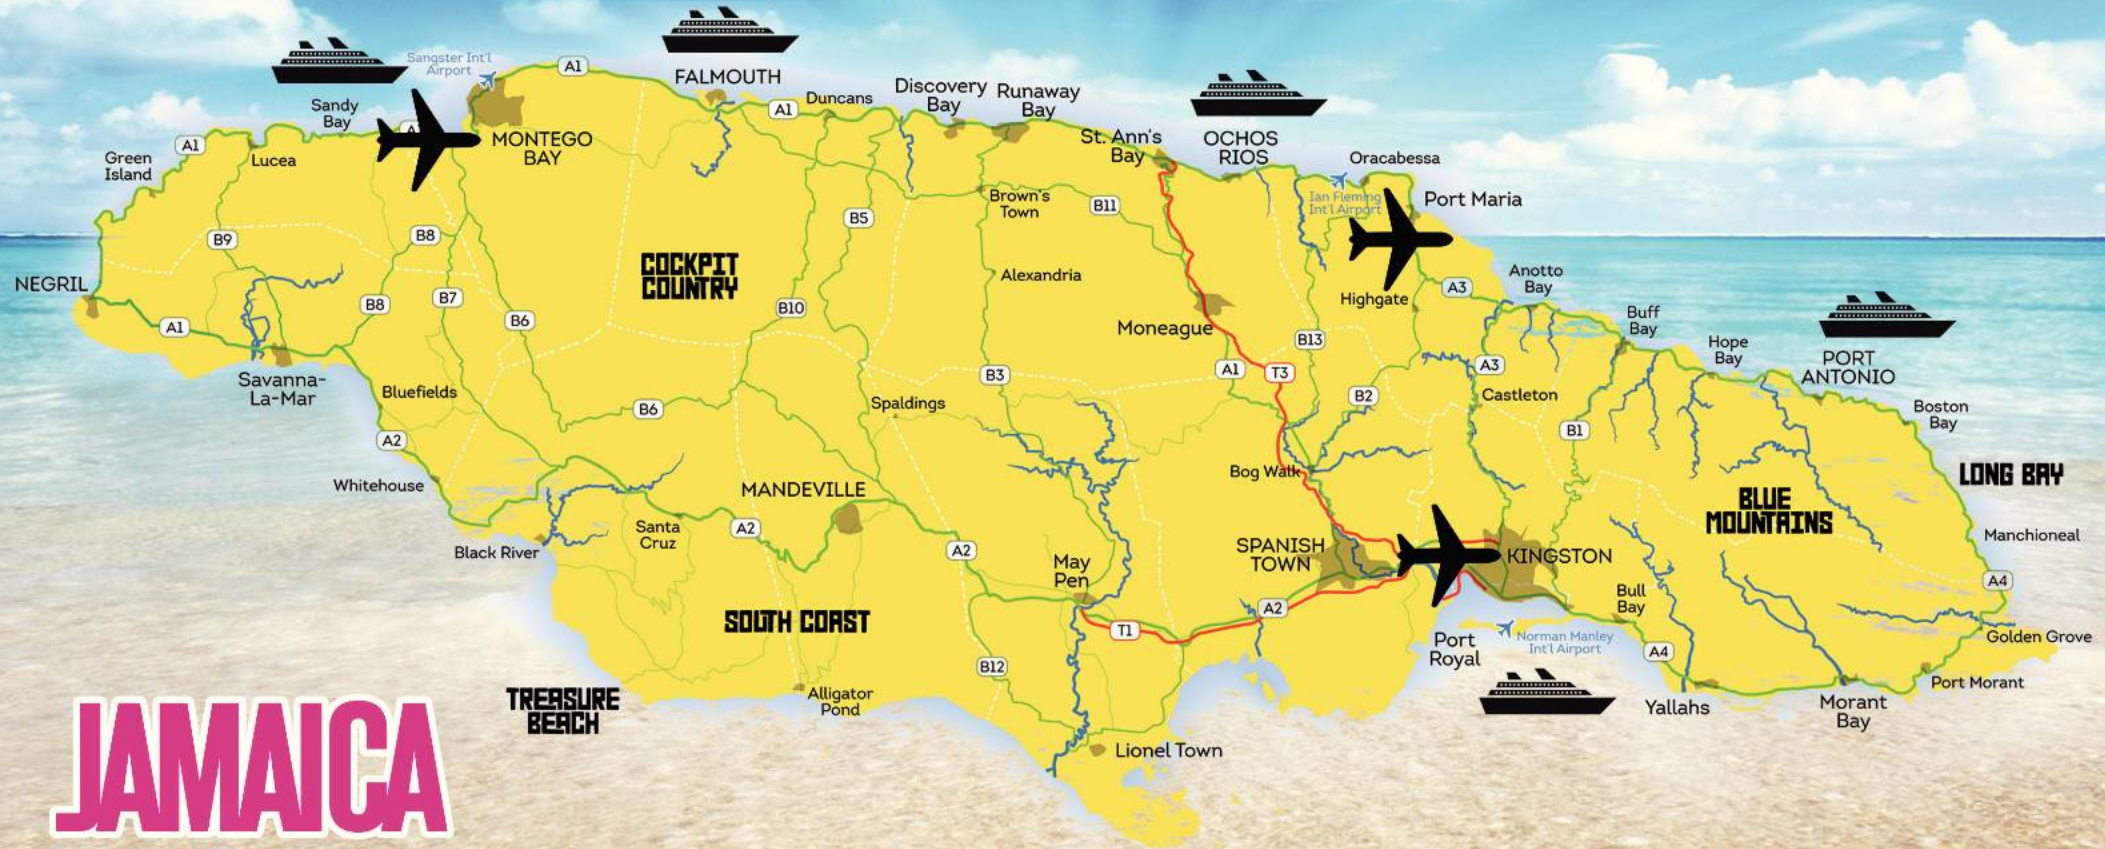 Sangster Int'l
Airport
A1
FALMOUTH
Discovery
Bay
Runaway
Bay
Sandy
Bay
A1
Duncans
A1
Green
Island
Lucea
MONTEGO
BAY
St. Ann's
Bay
OCHOS
RIOS
Oracabessa
Ian Fleming
Int'l Airport
Port Maria
Brown's
Town
B11
B5
B9
B8
COCKPIT
COUNTRY
Alexandria
NEGRIL
A1
B8
B7
B6
B10
Moneague
Highgate
A3
Anotto
Bay
Buff
Bay
Hope
Bay
PORT
ANTONIO
Boston
Bay
B13
A1
T3
A3
Savanna-
La-Mar
Bluefields
B6
B3
Spaldings
B2
Castleton
B1
A2
Whitehouse
MANDEVILLE
Bog Walk
BLUE
MOUNTAINS
LONG BAY
Manchioneal
Black River
Santa
Cruz
A2
A2
May
Pen
SPANISH
TOWN
KINGSTON
A4
SOUTH COAST
T1
A2
Bull
Bay
Port
Royal
Norman Manley
Int'l Airport
A4
Golden Grove
B12
TREASURE
BEACH
Alligator
Pond
Yallahs
Morant
Bay
Port Morant
Lionel Town
JAMAICA